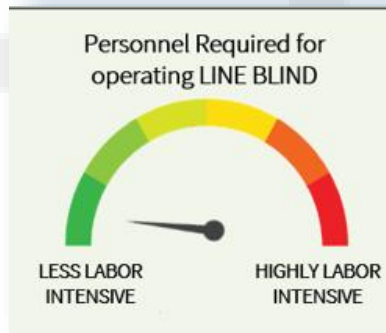 Personnel Required for
operating LINE BLIND
LESS LABOR
INTENSIVE
HIGHLY LABOR
INTENSIVE